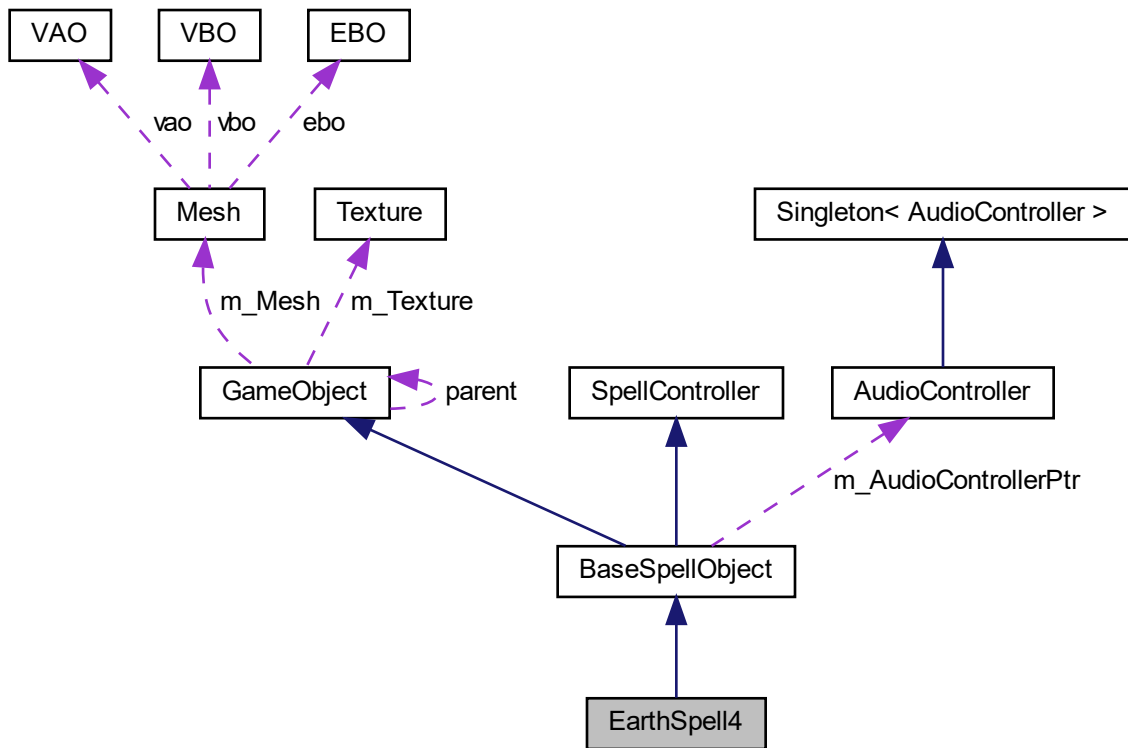 VAO
VBO
EBO
vao
vbo
ebo
Mesh
Texture
Singleton< AudioController >
m_Mesh
m_Texture
GameObject
parent
SpellController
AudioController
m_AudioControllerPtr
BaseSpellObject
EarthSpell4